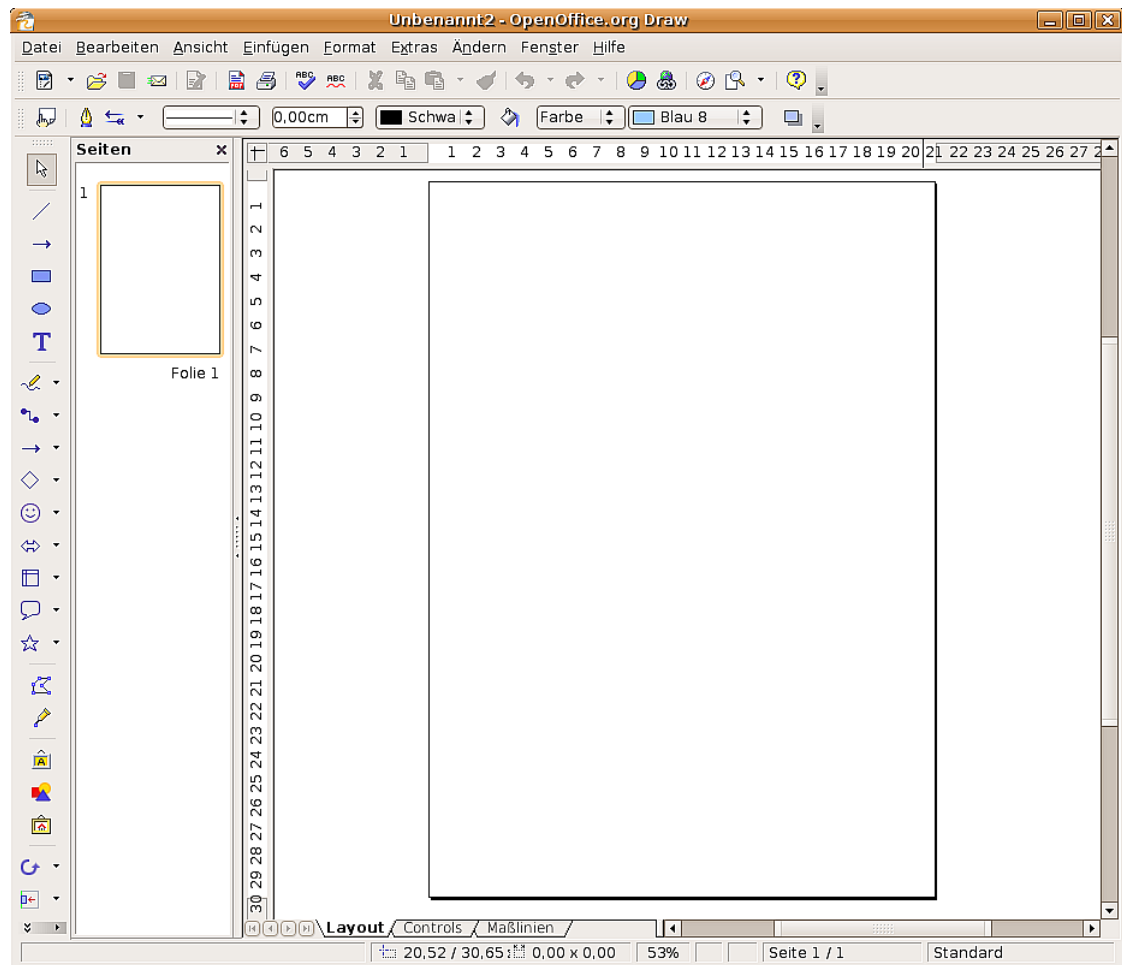 Unbenannt2 - OpenOffice.org Draw
Datei Bearbeiten Ansicht Einfügen Format Extras Ändern Fenster Hilfe
PDF ABC ABC
0,00cm Schwa Farbe Blau 8
Seiten
6 5 4 3 2 1 1 2 3 4 5 6 7 8 9 10 11 12 13 14 15 16 17 18 19 20 21 22 23 24 25 26 27 2
1
Folie 1
T
A
1
2
3
4
5
6
7
8
9
10
11
12
13
14
15
16
17
18
19
20
21
22
23
24
25
26
27
28
29
30
Layout Controls Maßlinien
20,52 / 30,65 0,00 x 0,00 53% Seite 1 / 1 Standard